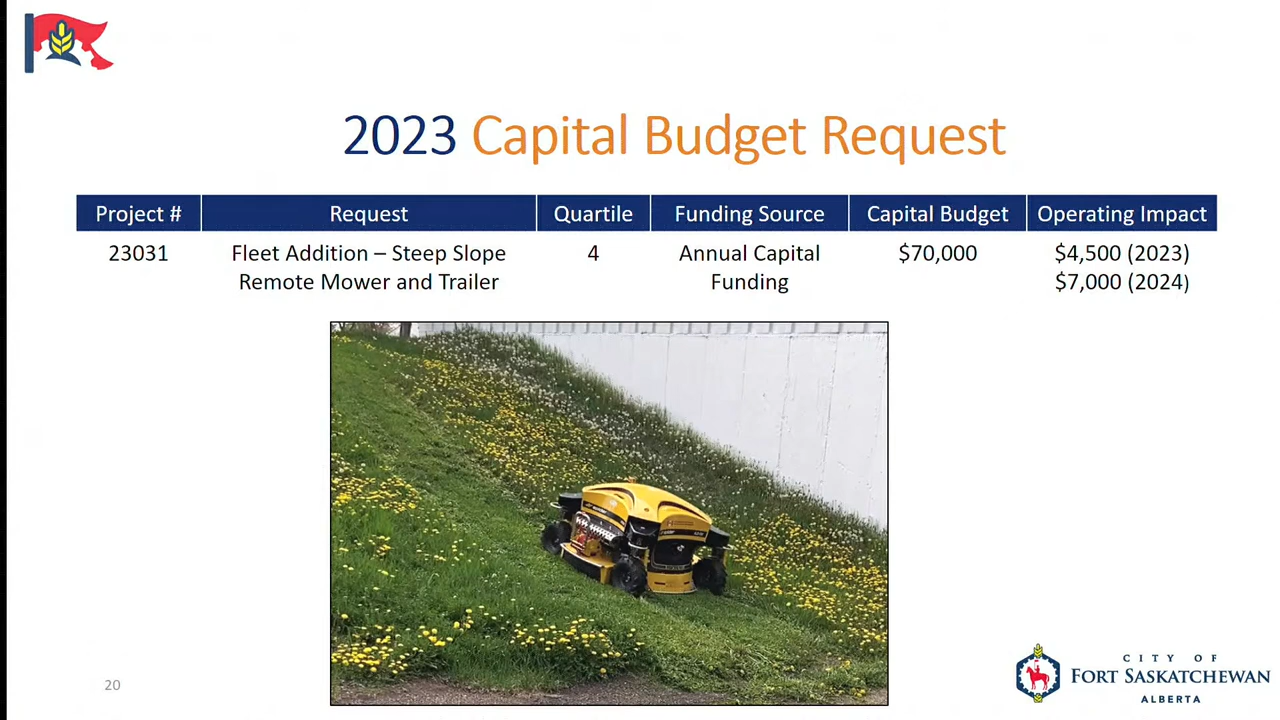 2023 Capital Budget Request
Project # Request Quartile Funding Source Capital Budget Operating Impact
23031 Fleet Addition – Steep Slope 4 Annual Capital $70,000 $4,500 (2023)
Remote Mower and Trailer Funding $7,000 (2024)
20
CITY OF
FORT SASKATCHEWAN
ALBERTA